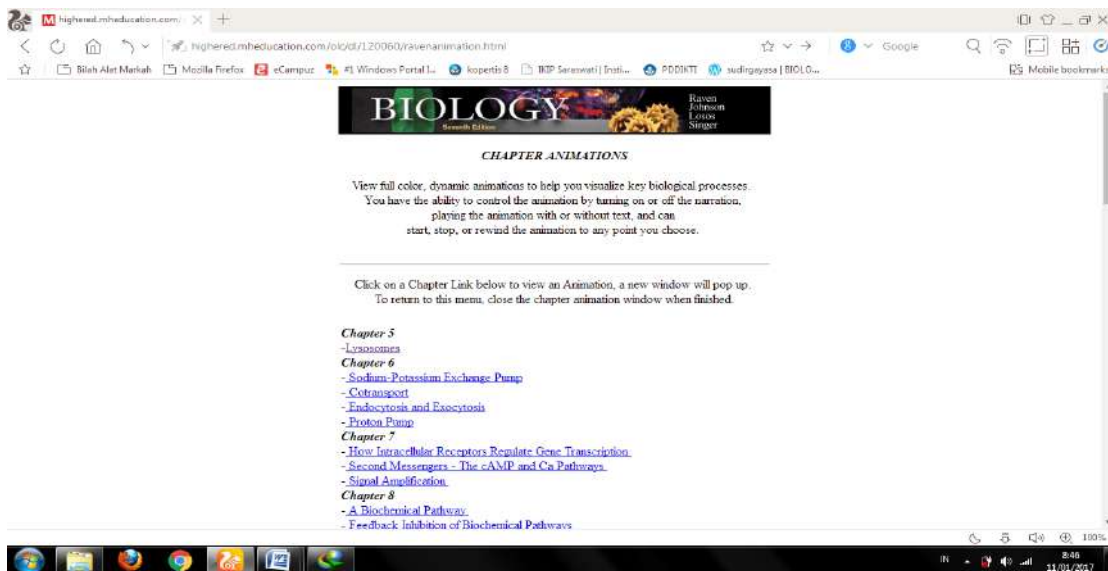 highered.mheducation.com
highered.mheducation.com/olc/dl/120060/ravenanimation.html
Google
Bilah Alat Markah
Mozilla Firefox
eCampuz
#1 Windows Portal I...
kopertis 8
IKIP Saraswati | Insti...
PDDIKTI
sudirgayasa | BIOLO...
Mobile bookmarks
BIOLOGY
Seventh Edition
Raven
Johnson
Losos
Singer
CHAPTER ANIMATIONS
View full color, dynamic animations to help you visualize key biological processes.
You have the ability to control the animation by turning on or off the narration,
playing the animation with or without text, and can
start, stop, or rewind the animation to any point you choose.
Click on a Chapter Link below to view an Animation, a new window will pop up.
To return to this menu, close the chapter animation window when finished.
Chapter 5
-Lysosomes
Chapter 6
- Sodium-Potassium Exchange Pump
- Cotransport
- Endocytosis and Exocytosis
- Proton Pump
Chapter 7
- How Intracellular Receptors Regulate Gene Transcription
- Second Messengers - The cAMP and Ca Pathways
- Signal Amplification
Chapter 8
- A Biochemical Pathway
- Feedback Inhibition of Biochemical Pathways
100%
IN
8:46
11/01/2017